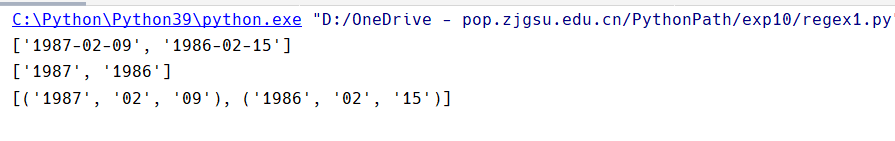 C:\Python\Python39\python.exe "D:/OneDrive - pop.zjgsu.edu.cn/PythonPath/exp10/regex1.py
['1987-02-09', '1986-02-15']
['1987', '1986']
[('1987', '02', '09'), ('1986', '02', '15')]